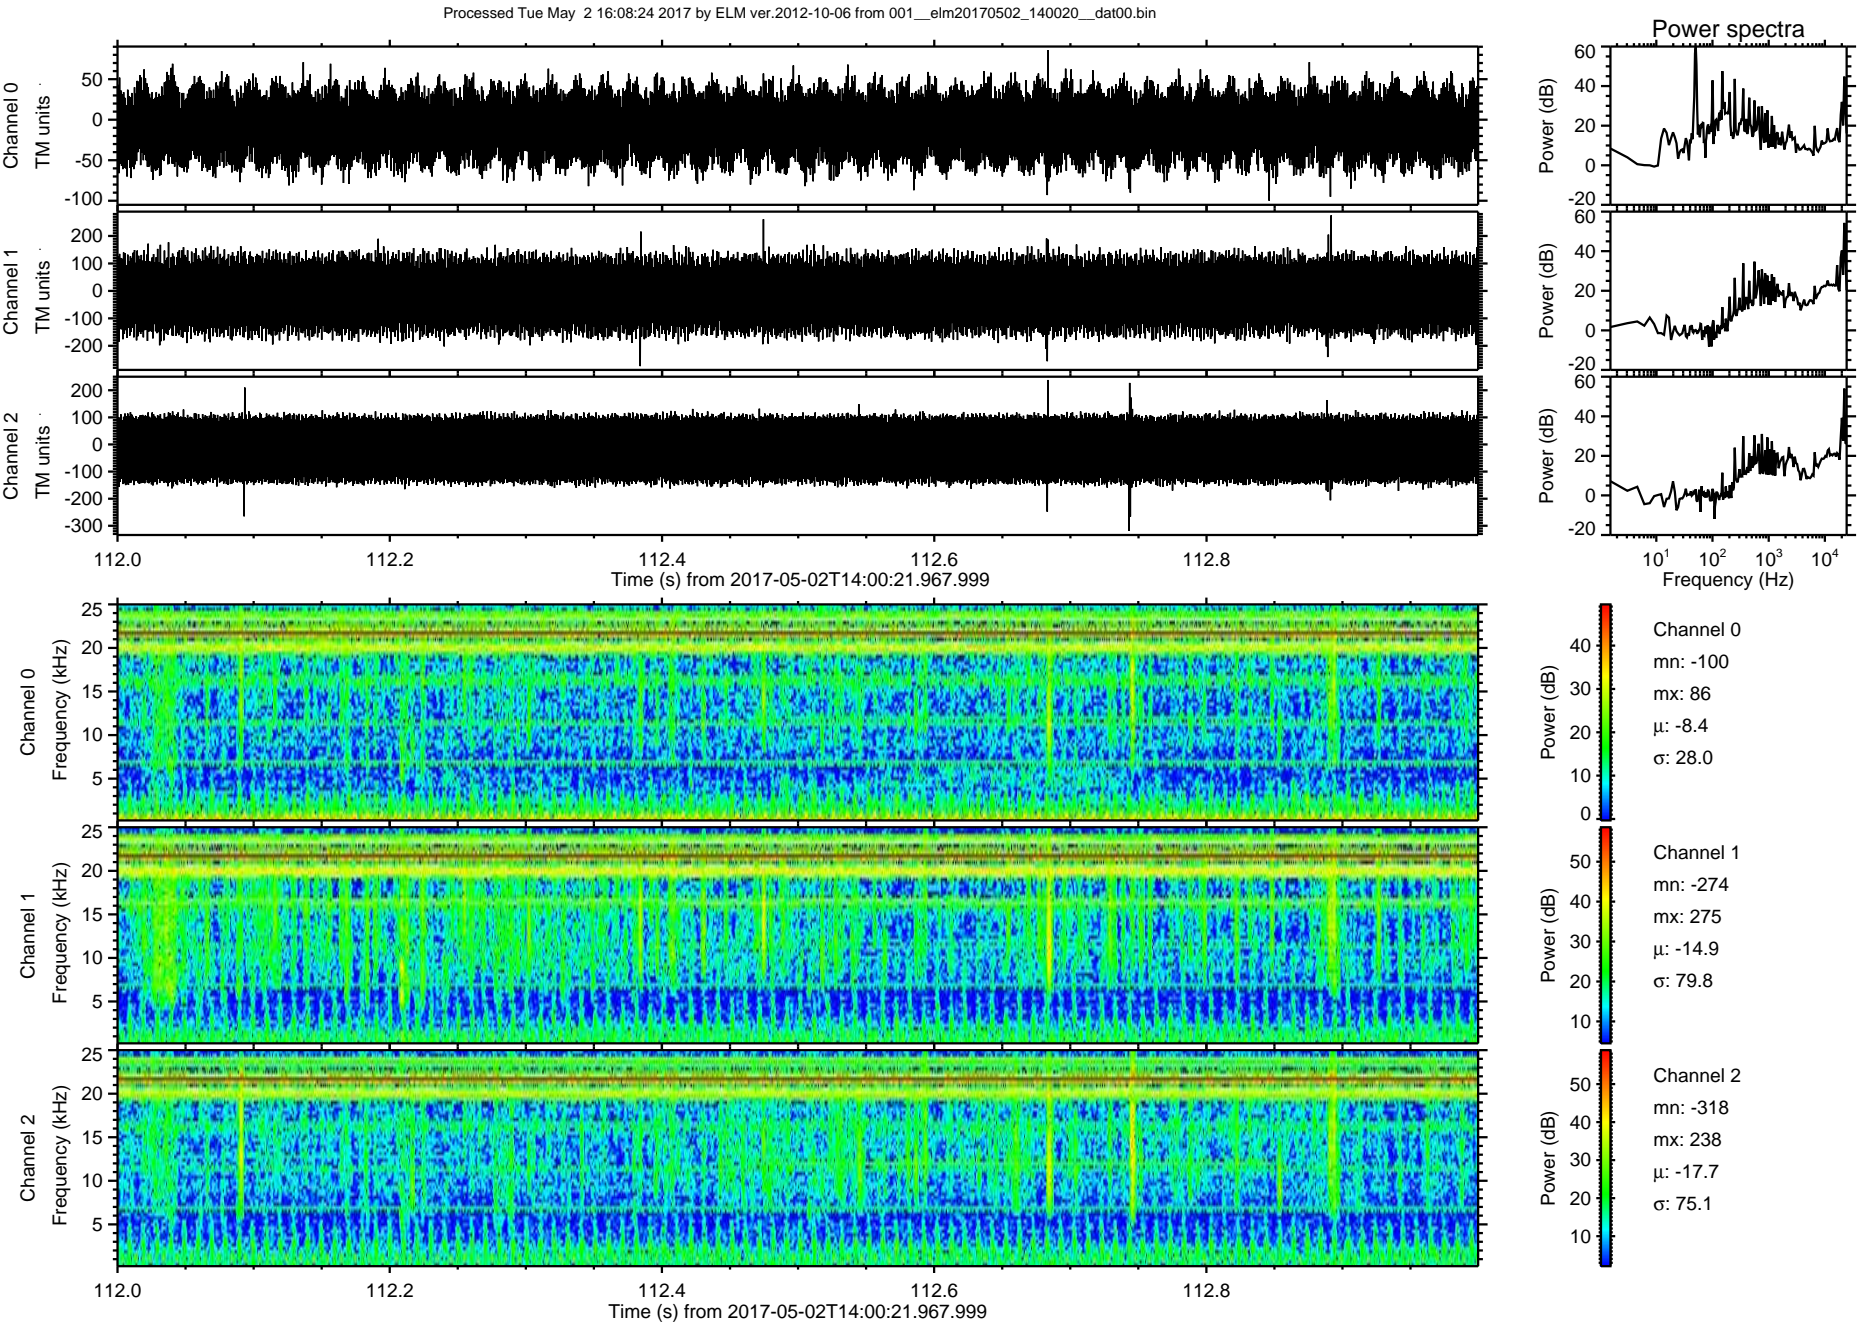 Processed Tue May  2 16:08:24 2017 by ELM ver.2012-10-06 from 001__elm20170502_140020__dat00.bin
Power spectra
Channel 0
TM units
50
0
-50
-100
Power (dB)
60
40
20
0
-20
Channel 1
TM units
200
100
0
-100
-200
Power (dB)
60
40
20
0
-20
Channel 2
TM units
200
100
0
-100
-200
-300
Power (dB)
60
40
20
0
-20
112.0 112.2 112.4 112.6 112.8
Time (s) from 2017-05-02T14:00:21.967.999
10¹ 10² 10³ 10⁴
Frequency (Hz)
Channel 0
Frequency (kHz)
25
20
15
10
5
Power (dB)
40
30
20
10
0
Channel 0
mn: -100
mx: 86
μ: -8.4
σ: 28.0
Channel 1
Frequency (kHz)
25
20
15
10
5
Power (dB)
50
40
30
20
10
Channel 1
mn: -274
mx: 275
μ: -14.9
σ: 79.8
Channel 2
Frequency (kHz)
25
20
15
10
5
Power (dB)
50
40
30
20
10
Channel 2
mn: -318
mx: 238
μ: -17.7
σ: 75.1
112.0 112.2 112.4 112.6 112.8
Time (s) from 2017-05-02T14:00:21.967.999